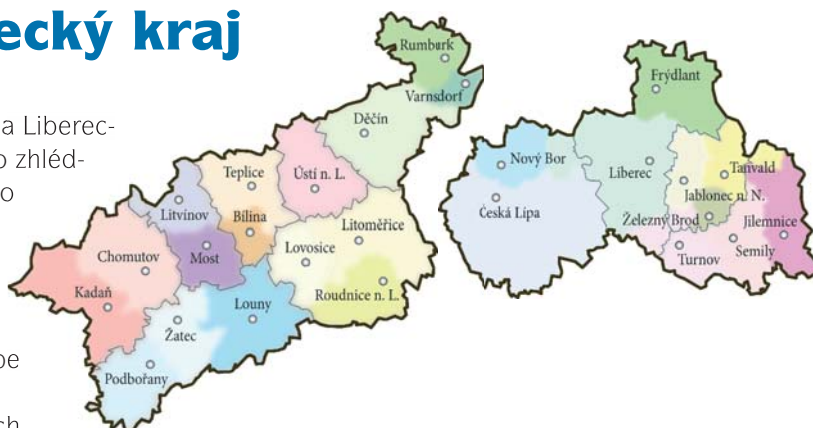 ecký kraj
a Liberec-
o zhléd-
o
be
ch
Rumburk
Varnsdorf
Děčín
Teplice
Ústí n. L.
Litvínov
Bílina
Litoměřice
Chomutov
Most
Lovosice
Kadaň
Louny
Roudnice n. L.
Žatec
Podbořany
Frýdlant
Nový Bor
Liberec
Tanvald
Jablonec n. N.
Česká Lípa
Železný Brod
Jilemnice
Semily
Turnov